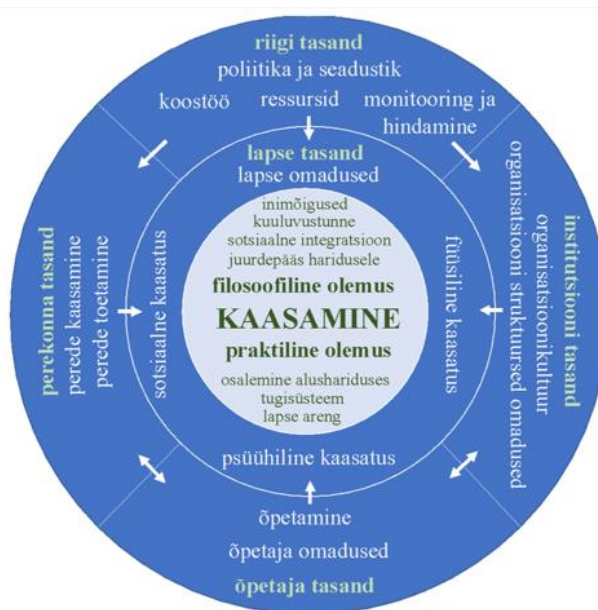 riigi tasand
poliitika ja seadustik
koostöö
ressursid
monitooring ja
hindamine
lapse tasand
lapse omadused
inimõigused
kuuluvustunne
sotsiaalne integratsioon
juurdepääs haridusele
filosoofiline olemus
KAASAMINE
praktiline olemus
osalemine alushariduses
tugisüsteem
lapse areng
perekonna tasand
perede kaasamine
perede toetamine
sotsiaalne kaasatus
füüsiline kaasatus
organisatsiooni struktuursed omadused
organisatsioonikultuur
institutsiooni tasand
psüühiline kaasatus
õpetamine
õpetaja omadused
õpetaja tasand